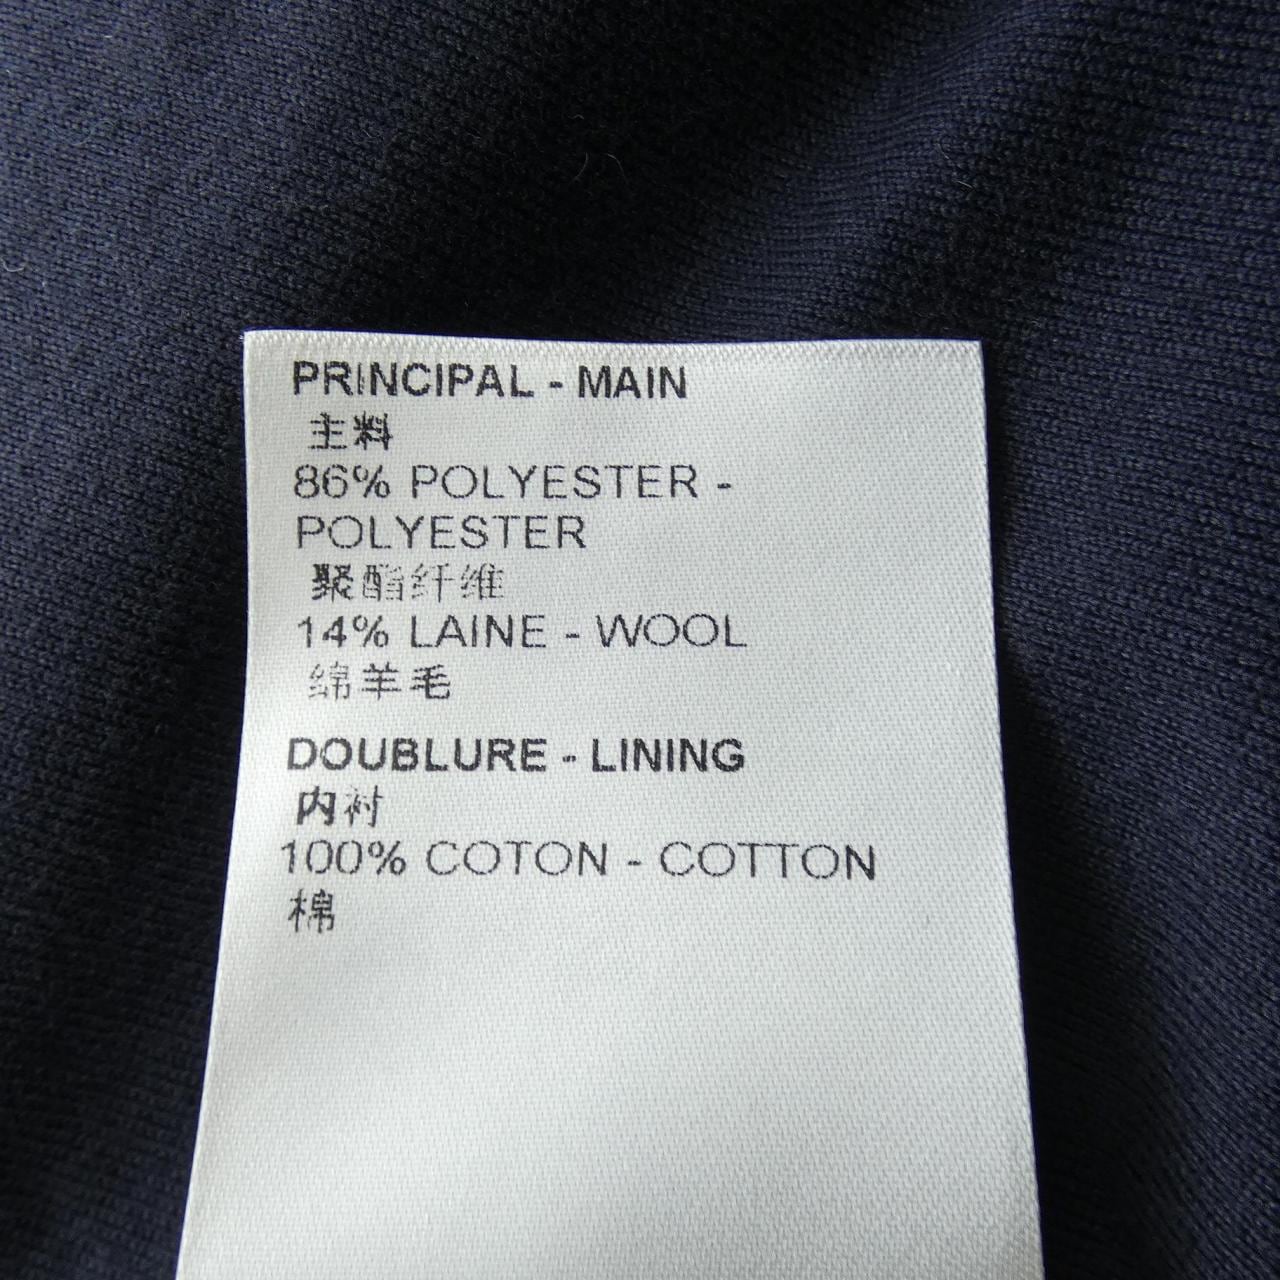 PRINCIPAL - MAIN
主料
86% POLYESTER -
POLYESTER
聚酯纤维
14% LAINE - WOOL
绵羊毛
DOUBLURE - LINING
内衬
100% COTON - COTTON
棉